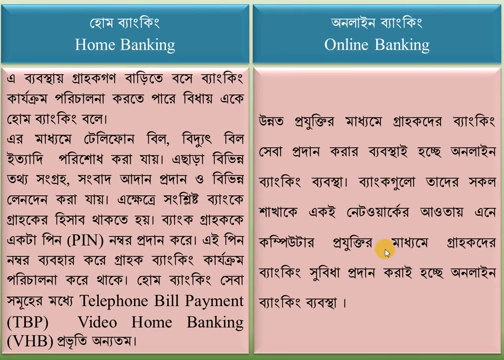 হোম ব্যাংকিং
Home Banking
এ ব্যবস্থায় গ্রাহকগণ বাড়িতে বসে ব্যাংকিং
কার্যক্রম পরিচালনা করতে পারে বিধায় একে
হোম ব্যাংকিং বলে।
এর মাধ্যমে টেলিফোন বিল, বিদ্যুৎ বিল
ইত্যাদি পরিশোধ করা যায়। এছাড়া বিভিন্ন
তথ্য সংগ্রহ, সংবাদ আদান প্রদান ও বিভিন্ন
লেনদেন করা যায়। এক্ষেত্রে সংশ্লিষ্ট ব্যাংকে
গ্রাহকের হিসাব থাকতে হয়। ব্যাংক গ্রাহককে
একটা পিন (PIN) নম্বর প্রদান করে। এই পিন
নম্বর ব্যবহার করে গ্রাহক ব্যাংকিং কার্যক্রম
পরিচালনা করে থাকে। হোম ব্যাংকিং সেবা
সমূহের মধ্যে Telephone Bill Payment
(TBP) Video Home Banking
(VHB) প্রভৃতি অন্যতম।
অনলাইন ব্যাংকিং
Online Banking
উন্নত প্রযুক্তির মাধ্যমে গ্রাহকদের ব্যাংকিং
সেবা প্রদান করার ব্যবস্থাই হচ্ছে অনলাইন
ব্যাংকিং ব্যবস্থা। ব্যাংকগুলো তাদের সকল
শাখাকে একই নেটওয়ার্কের আওতায় এনে
কম্পিউটার প্রযুক্তির মাধ্যমে গ্রাহকদের
ব্যাংকিং সুবিধা প্রদান করাই হচ্ছে অনলাইন
ব্যাংকিং ব্যবস্থা ।